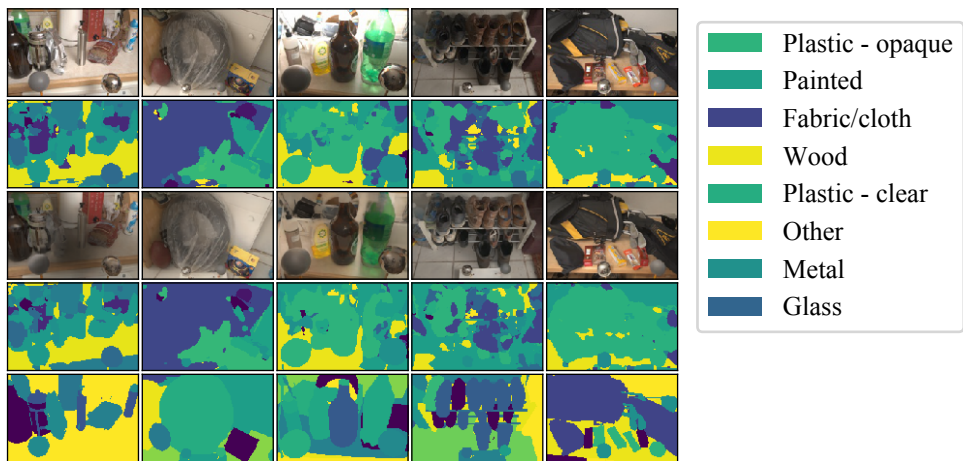 Plastic - opaque
Painted
Fabric/cloth
Wood
Plastic - clear
Other
Metal
Glass